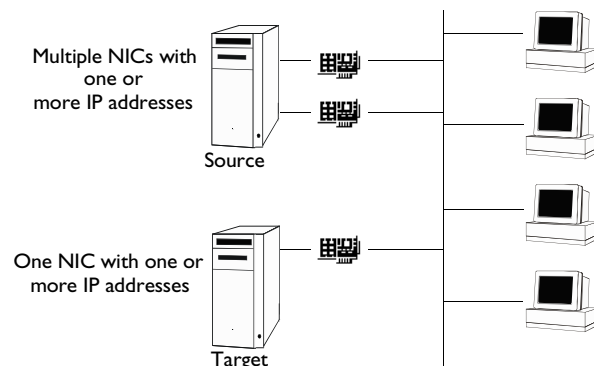 Multiple NICs with
one or
more IP addresses
Source
One NIC with one or
more IP addresses
Target